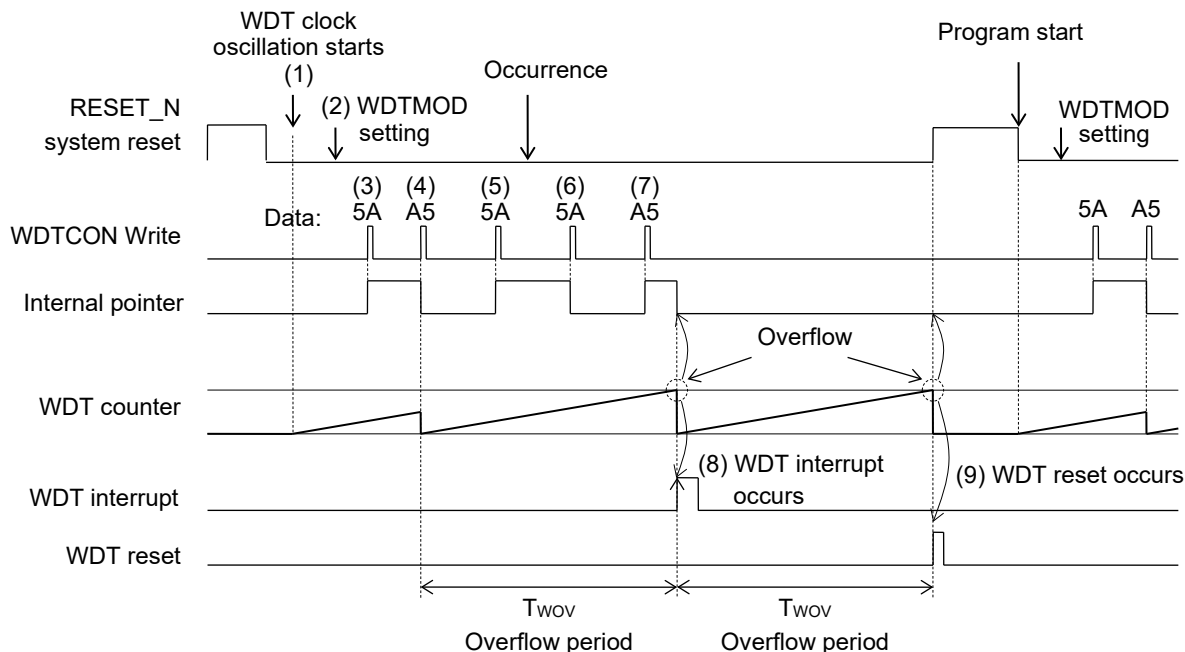 WDT clock
oscillation starts
(1)
Program start
Occurrence
RESET_N
system reset
(2) WDTMOD
setting
WDTMOD
setting
(3) (4) (5) (6) (7)
Data: 5A A5 5A 5A A5 5A A5
WDTCON Write
Internal pointer
Overflow
WDT counter
(8) WDT interrupt
occurs
(9) WDT reset occurs
WDT interrupt
WDT reset
TWOV TWOV
Overflow period Overflow period